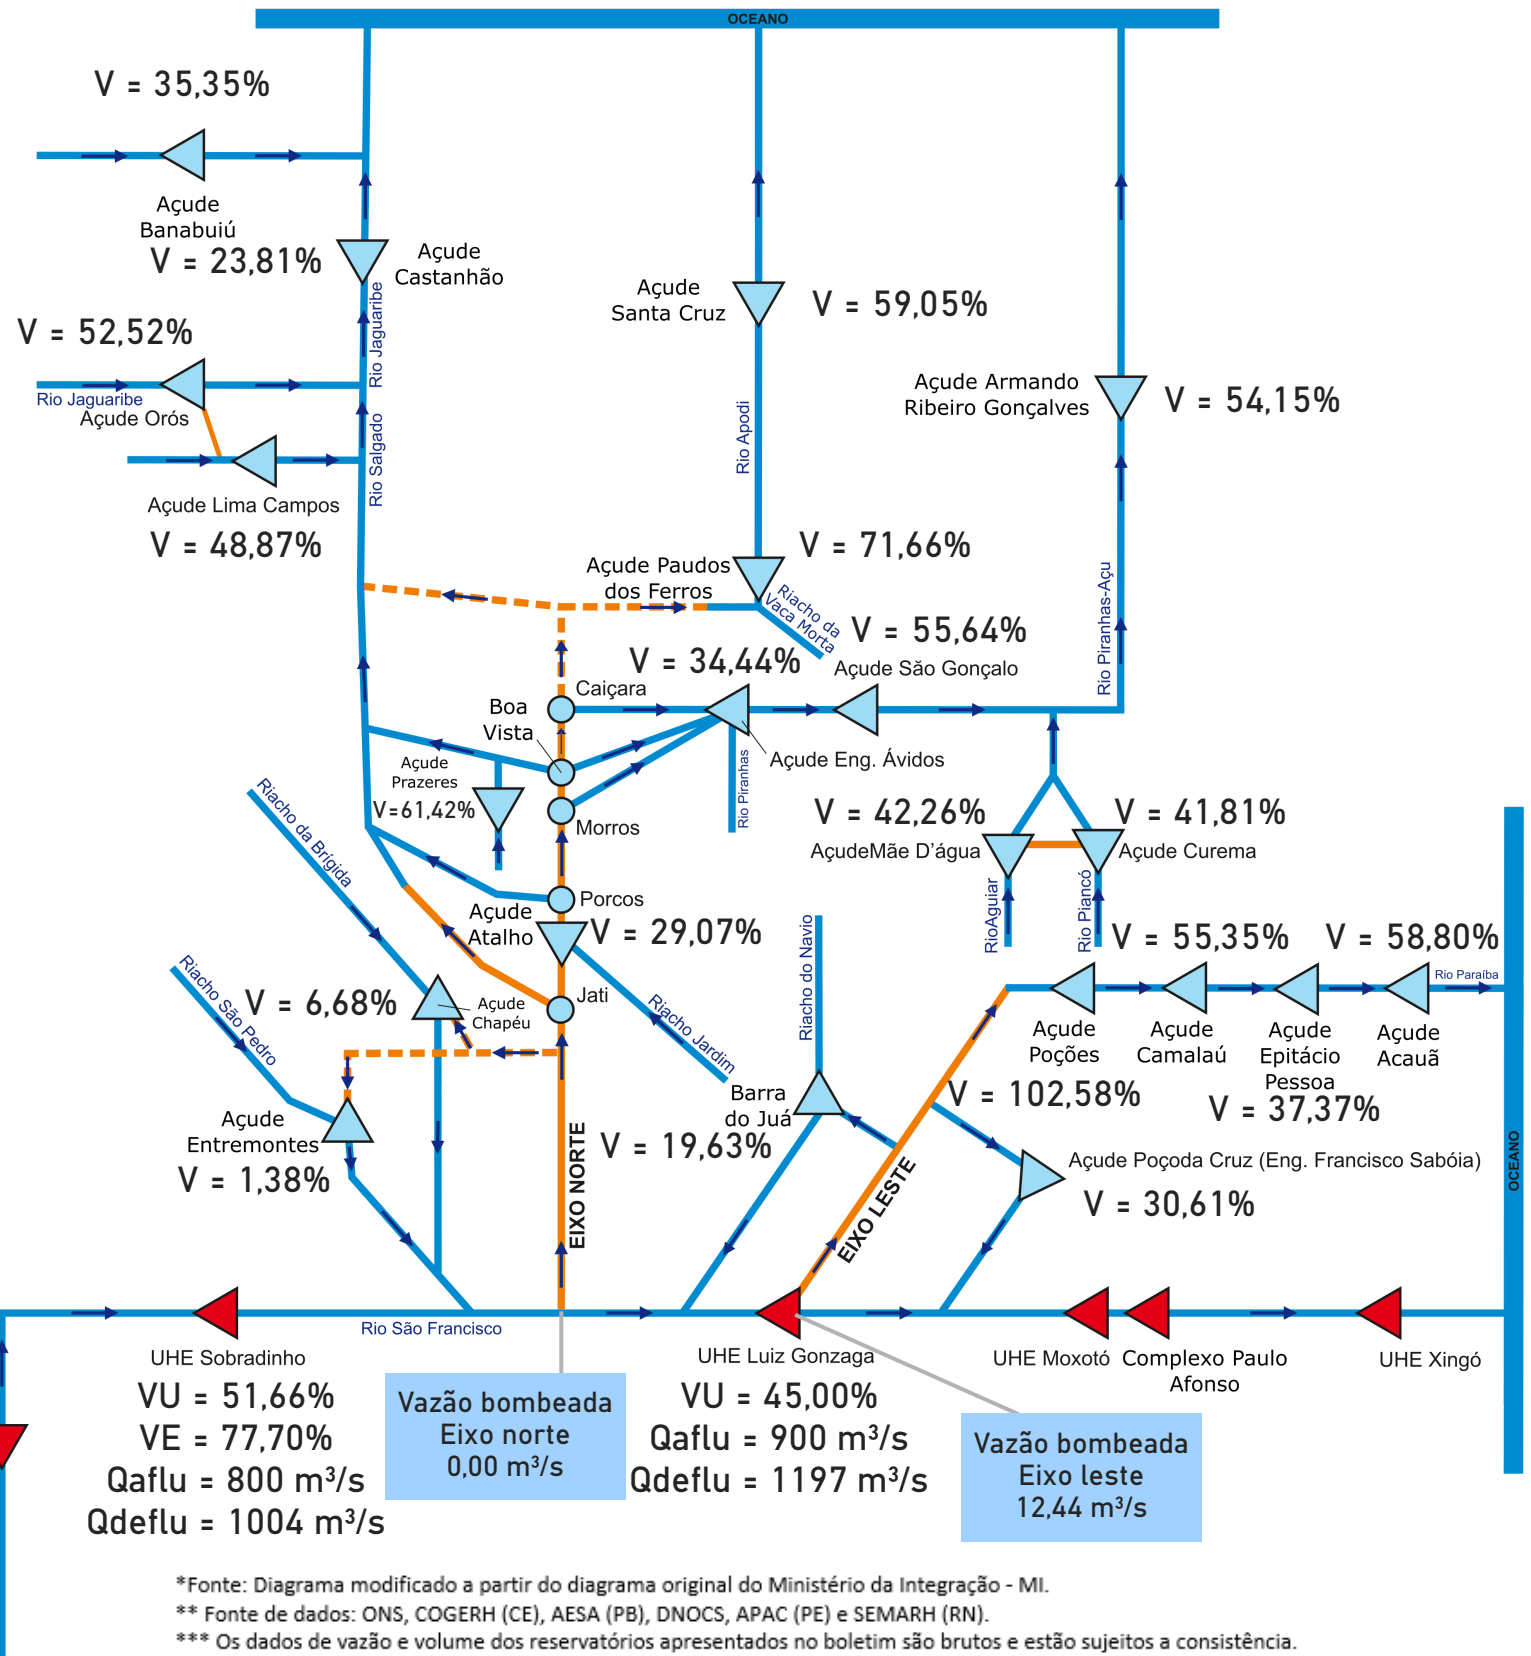 OCEANO
V = 35,35%
Açude
Banabuiú
V = 23,81%
Açude
Castanhão
Rio Jaguaribe
Açude
Santa Cruz
V = 59,05%
V = 52,52%
Rio Jaguaribe
Açude Orós
Açude Armando
Ribeiro Gonçalves
V = 54,15%
Rio Apodi
Rio Salgado
Açude Lima Campos
V = 48,87%
V = 71,66%
Açude Paudos
dos Ferros
Riacho da
Vaca Morta
Rio Piranhas-Açu
V = 55,64%
V = 34,44%
Açude São Gonçalo
Caiçara
Boa
Vista
Açude Eng. Ávidos
Rio Piranhas
Açude
Prazeres
V=61,42%
Morros
Riacho da Brígida
V = 42,26%
V = 41,81%
AçudeMãe D'água
Açude Curema
RioAguiar
Rio Piancó
Porcos
Açude
Atalho
V = 29,07%
Riacho do Navio
V = 55,35%
V = 58,80%
Rio Paraíba
Riacho São Pedro
V = 6,68%
Açude
Chapéu
Jati
Riacho Jardim
Açude
Poções
Açude
Camalaú
Açude
Epitácio
Pessoa
Açude
Acauã
Barra
do Juá
V = 102,58%
V = 37,37%
Açude
Entremontes
V = 1,38%
EIXO NORTE
V = 19,63%
EIXO LESTE
Açude Poçoda Cruz (Eng. Francisco Sabóia)
V = 30,61%
OCEANO
Rio São Francisco
UHE Sobradinho
VU = 51,66%
VE = 77,70%
Qaflu = 800 m³/s
Qdeflu = 1004 m³/s
Vazão bombeada
Eixo norte
0,00 m³/s
UHE Luiz Gonzaga
VU = 45,00%
Qaflu = 900 m³/s
Qdeflu = 1197 m³/s
Vazão bombeada
Eixo leste
12,44 m³/s
UHE Moxotó
Complexo Paulo
Afonso
UHE Xingó
*Fonte: Diagrama modificado a partir do diagrama original do Ministério da Integração - MI.
** Fonte de dados: ONS, COGERH (CE), AESA (PB), DNOCS, APAC (PE) e SEMARH (RN).
*** Os dados de vazão e volume dos reservatórios apresentados no boletim são brutos e estão sujeitos a consistência.